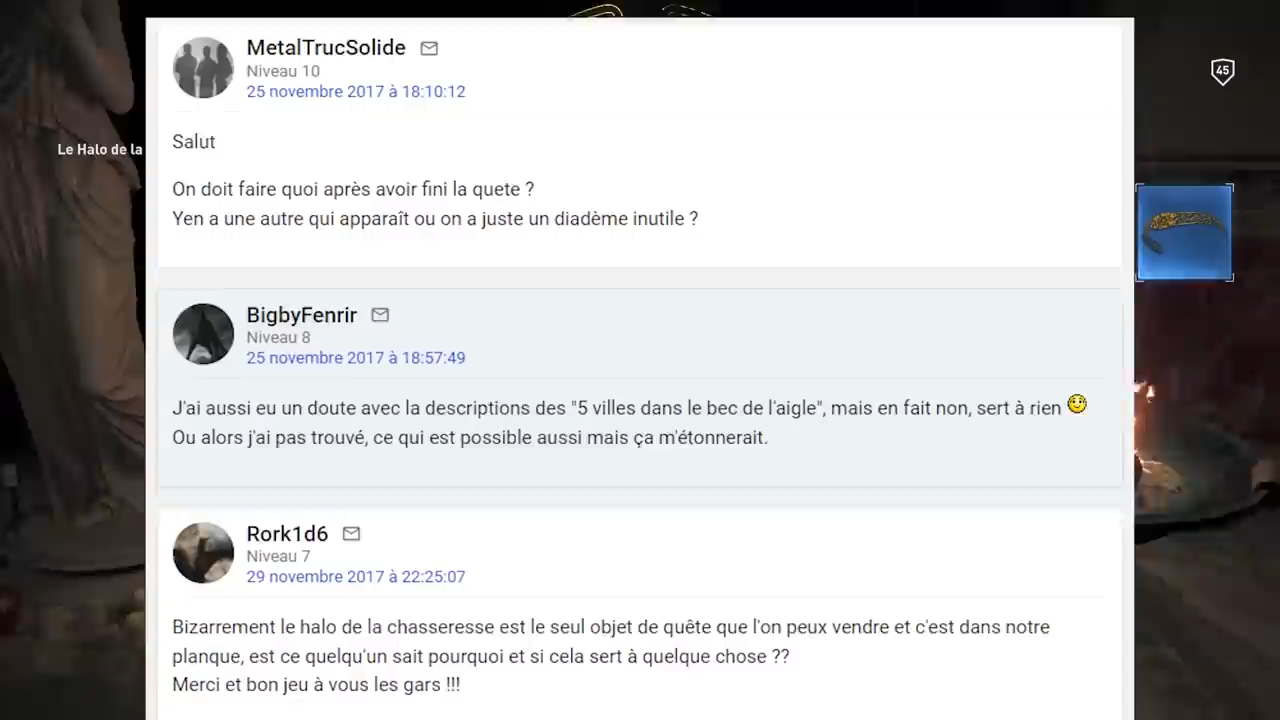 MetalTrucSolide
Niveau 10
25 novembre 2017 à 18:10:12
45
Le Halo de la
Salut
On doit faire quoi après avoir fini la quete ?
Yen a une autre qui apparaît ou on a juste un diadème inutile ?
BigbyFenrir
Niveau 8
25 novembre 2017 à 18:57:49
J'ai aussi eu un doute avec la descriptions des "5 villes dans le bec de l'aigle", mais en fait non, sert à rien
Ou alors j'ai pas trouvé, ce qui est possible aussi mais ça m'étonnerait.
Rork1d6
Niveau 7
29 novembre 2017 à 22:25:07
Bizarrement le halo de la chasseresse est le seul objet de quête que l'on peux vendre et c'est dans notre
planque, est ce quelqu'un sait pourquoi et si cela sert à quelque chose ??
Merci et bon jeu à vous les gars !!!